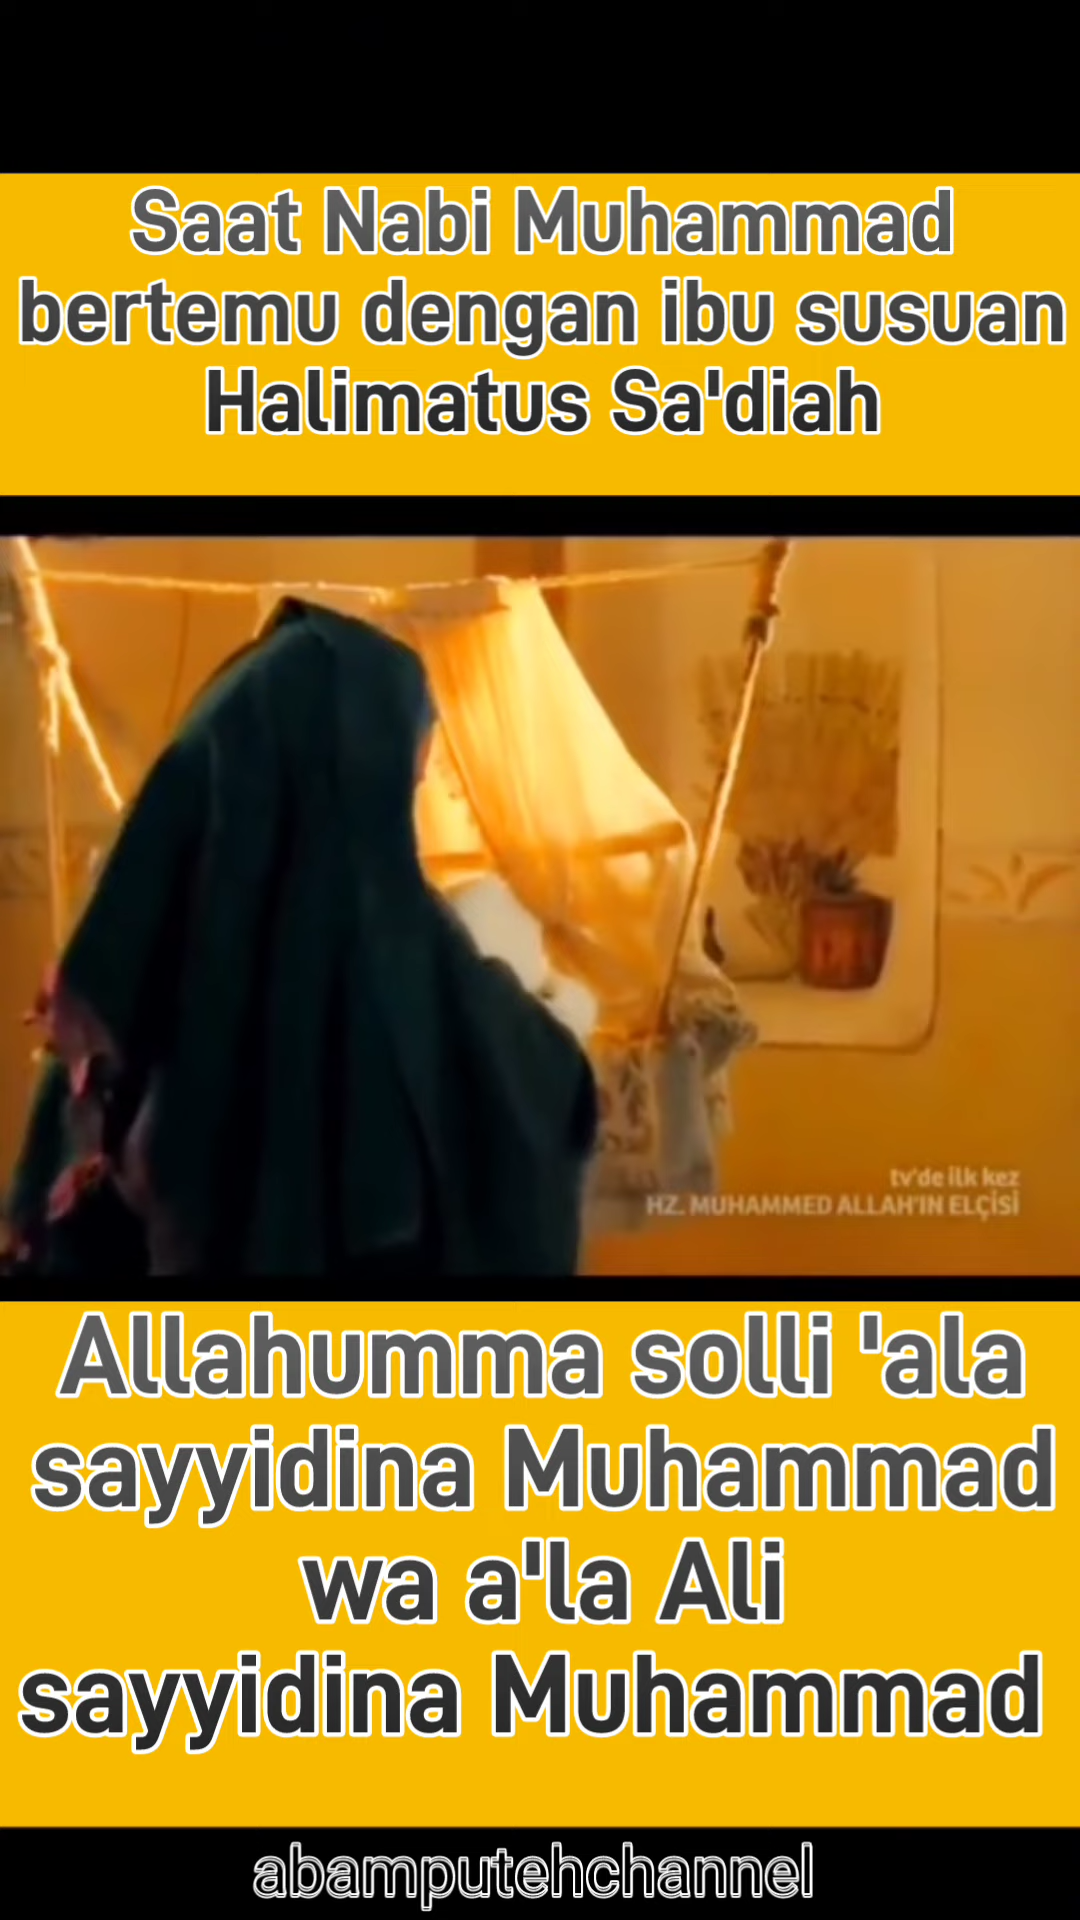 Saat Nabi Muhammad
bertemu dengan ibu susuan
Halimatus Sa'diah
tv'de ilk kez
HZ. MUHAMMED ALLAH'IN ELÇİSİ
Allahumma solli 'ala
sayyidina Muhammad
wa a'la Ali
sayyidina Muhammad
abamputehchannel